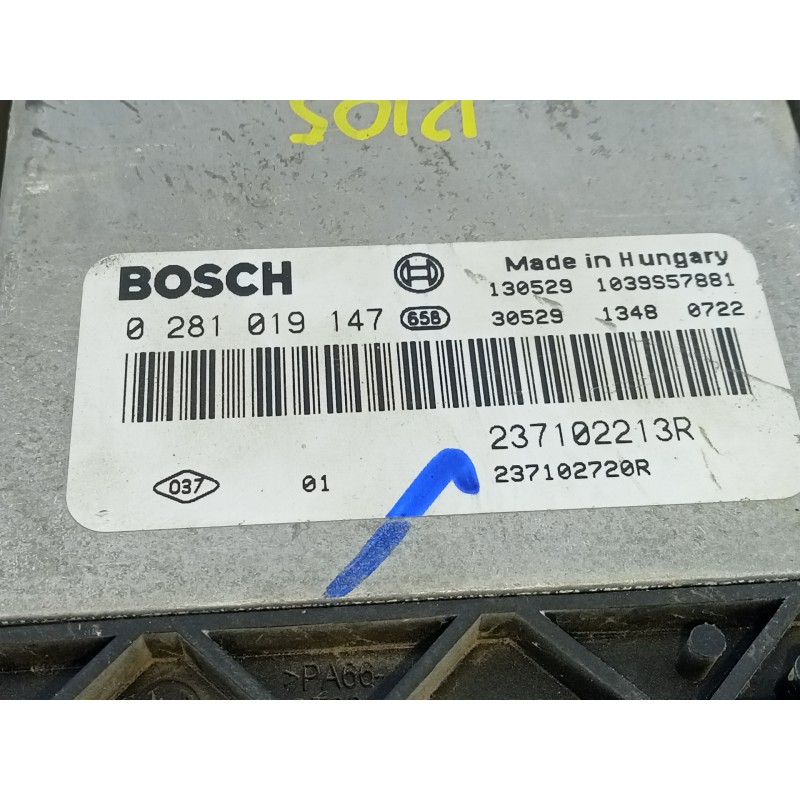 BOSCH
Made in Hungary
130529 1039S57881
0 281 019 147 658 30529 1348 0722
237102213R
037 01 237102720R
>PA66-